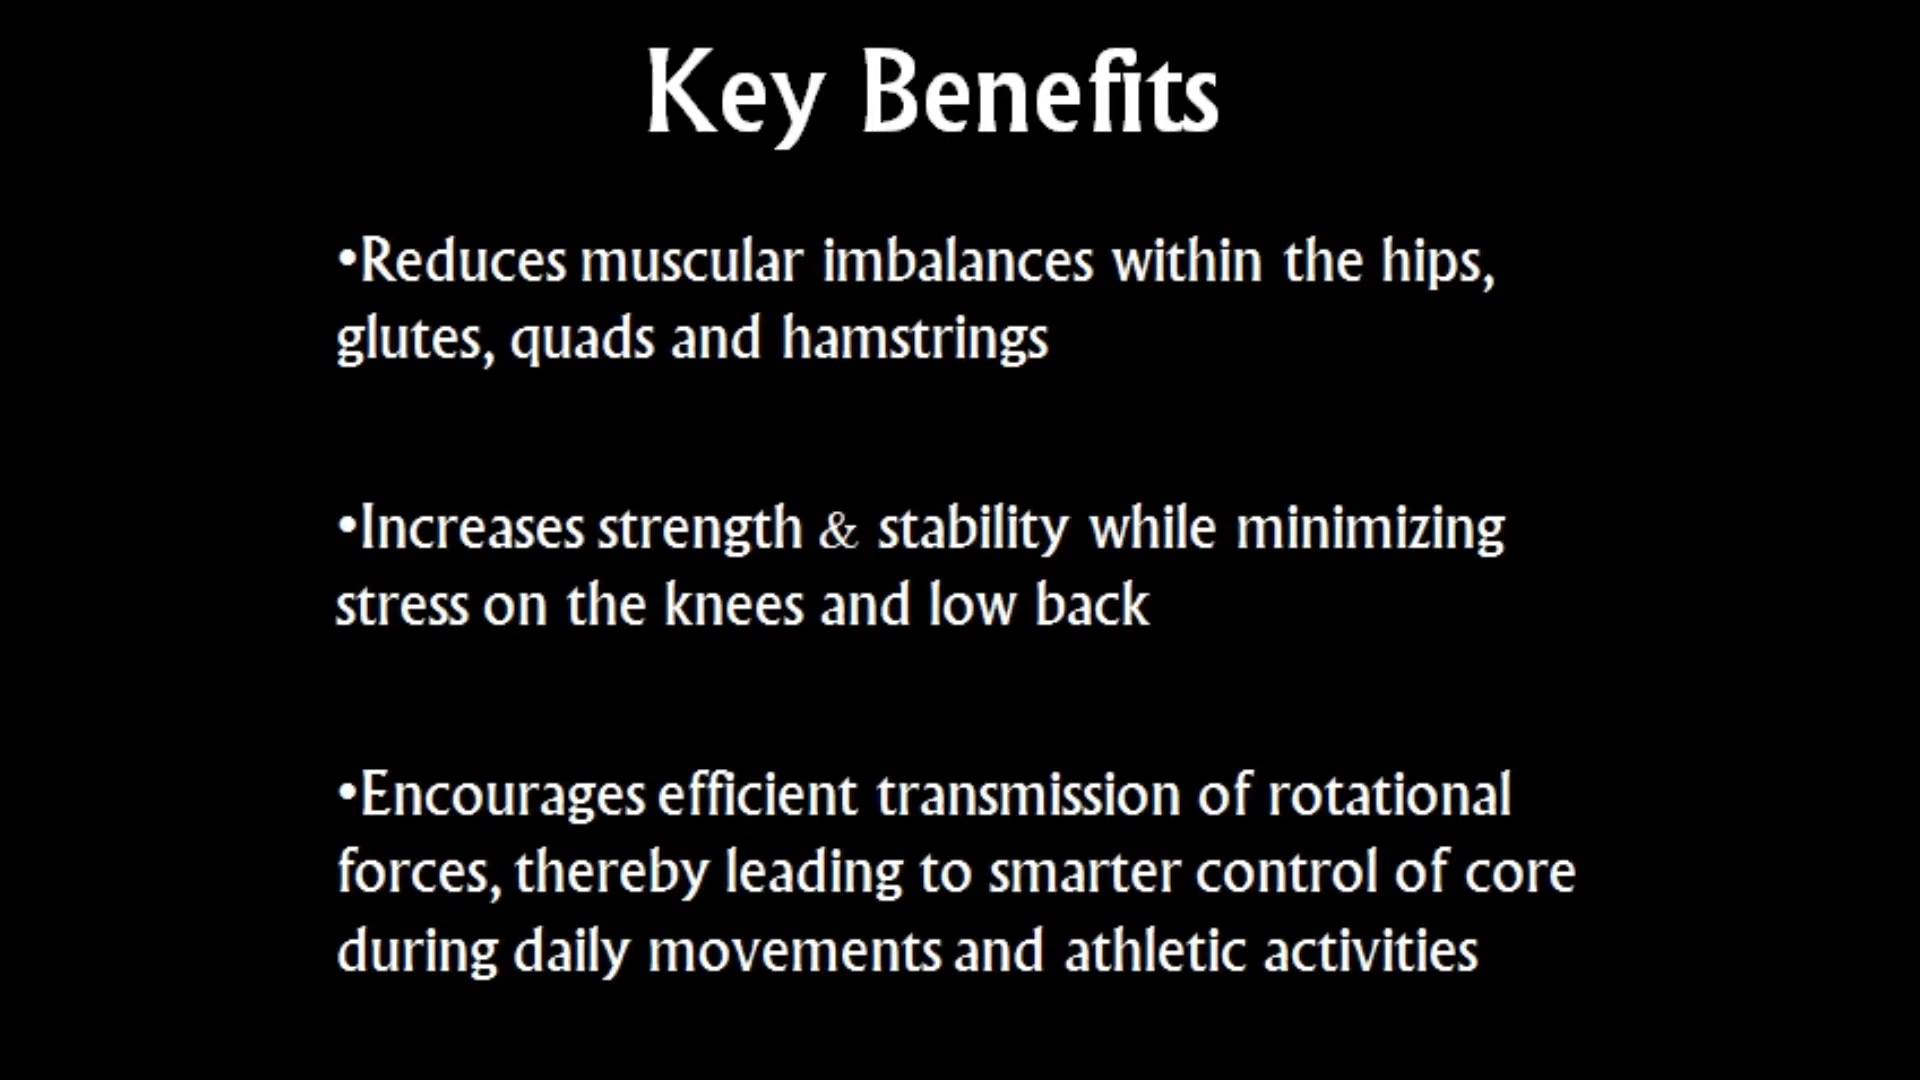 Key Benefits
•Reduces muscular imbalances within the hips,
glutes, quads and hamstrings
•Increases strength & stability while minimizing
stress on the knees and low back
•Encourages efficient transmission of rotational
forces, thereby leading to smarter control of core
during daily movements and athletic activities